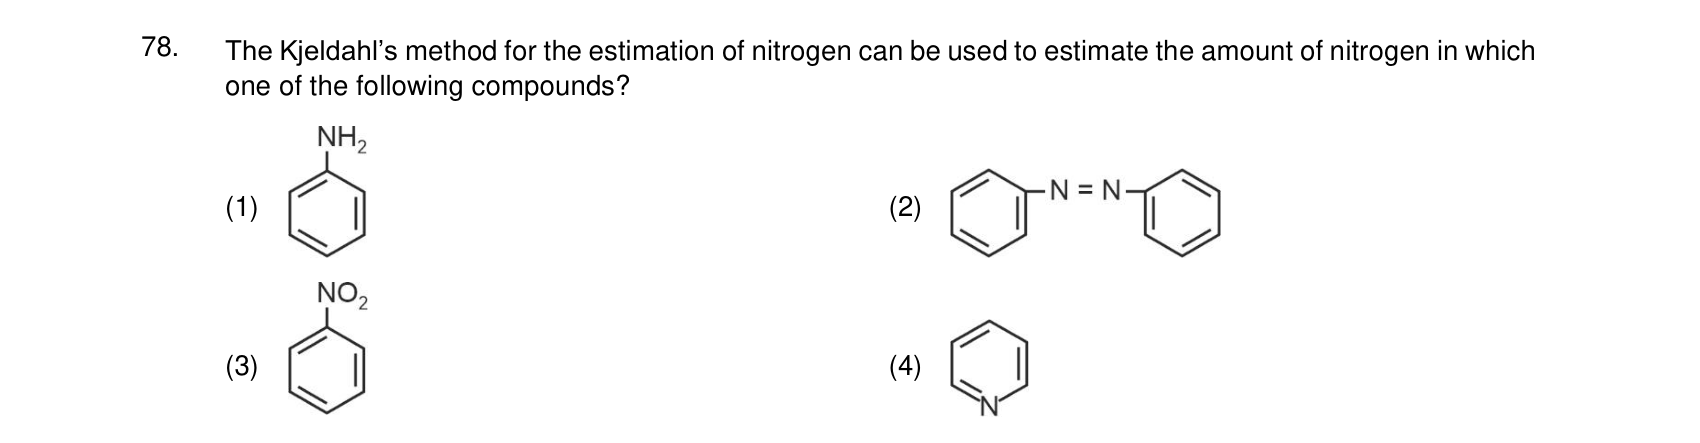 78. The Kjeldahl's method for the estimation of nitrogen can be used to estimate the amount of nitrogen in which
one of the following compounds?
(1) NH2
(2) N = N
(3) NO2
(4) N